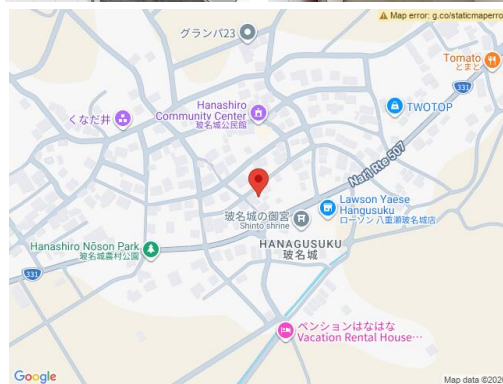 Map error: g.co/staticmaperro
グランパ23
Tomato
とまと
331
Hanashiro
Community Center
玻名城公民館
くなだ井
TWOTOP
Nat'l Rte 507
Lawson Yaese
Hangusuku
ローソン 八重瀬玻名城店
玻名城の御宮
Shinto shrine
HANAGUSUKU
玻名城
Hanashiro Nōson Park
玻名城農村公園
331
ペンションはなはな
Vacation Rental House…
Google
Map data ©2026